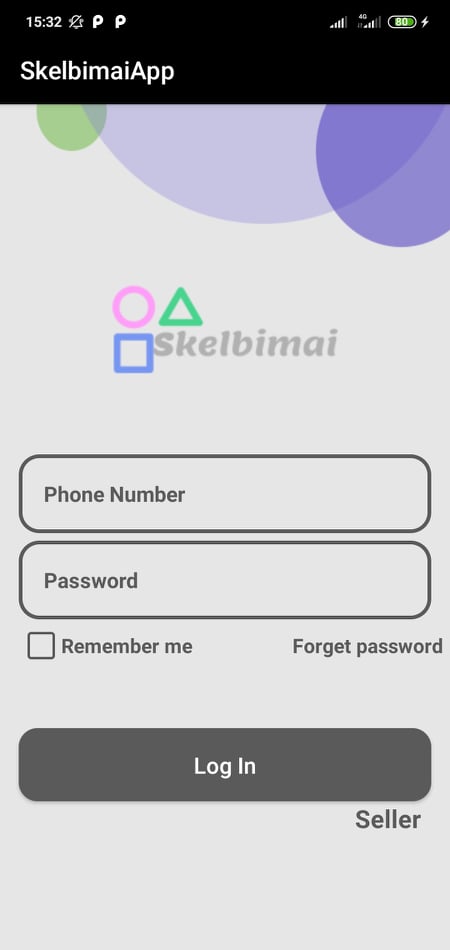 15:32 4G 80
SkelbimaiApp
Skelbimai
Phone Number
Password
Remember me Forget password
Log In
Seller